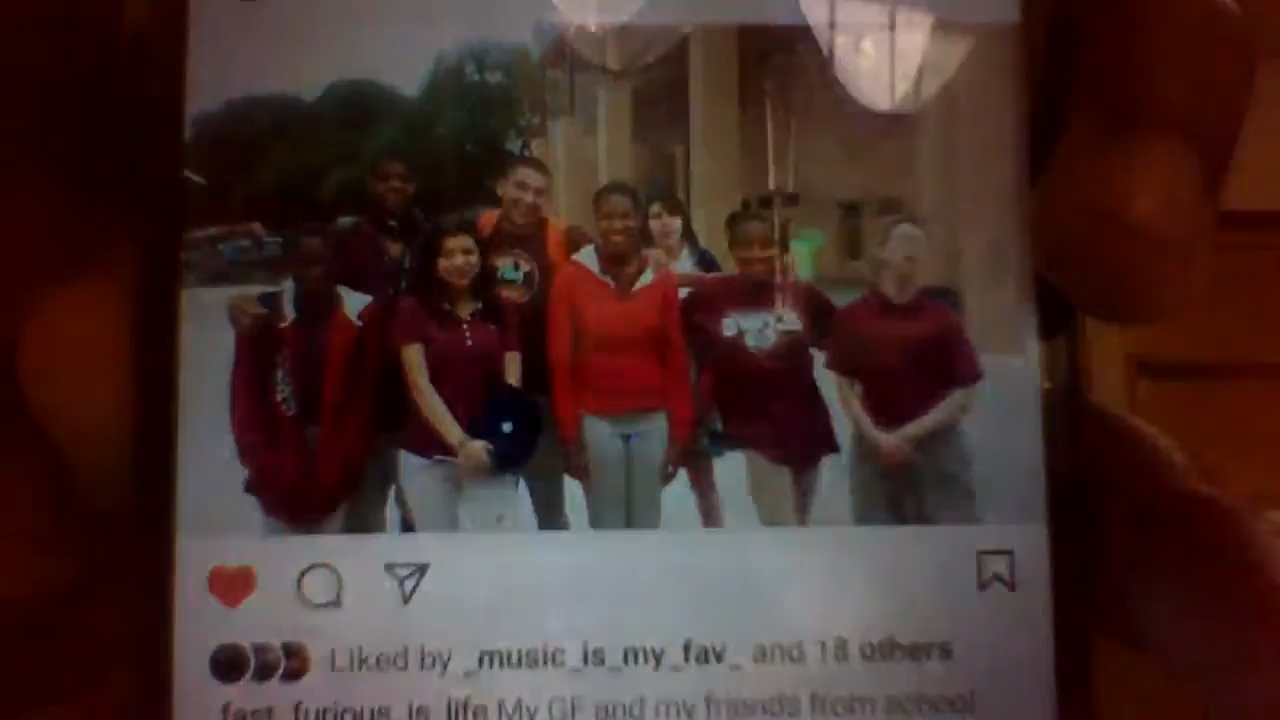 Liked by _music_is_my_fav_ and 18 others
fast_furious_is_life My GF and my friends from school